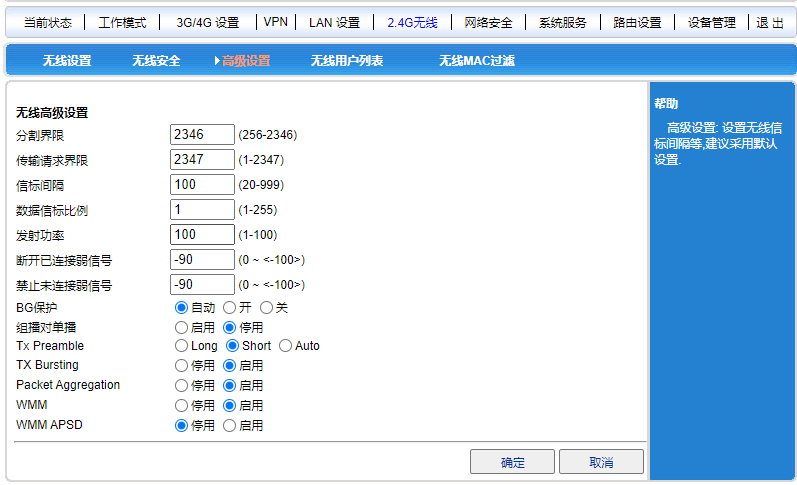 当前状态 工作模式 3G/4G 设置 VPN LAN 设置 2.4G无线 网络安全 系统服务 路由设置 设备管理 退 出
无线设置 无线安全 高级设置 无线用户列表 无线MAC过滤
无线高级设置
分割界限 2346 (256-2346)
传输请求界限 2347 (1-2347)
信标间隔 100 (20-999)
数据信标比例 1 (1-255)
发射功率 100 (1-100)
断开已连接弱信号 -90 (0 ~ <-100>)
禁止未连接弱信号 -90 (0 ~ <-100>)
BG保护 自动 开 关
组播对单播 启用 停用
Tx Preamble Long Short Auto
TX Bursting 停用 启用
Packet Aggregation 停用 启用
WMM 停用 启用
WMM APSD 停用 启用
确定 取消
帮助
高级设置: 设置无线信
标间隔等,建议采用默认
设置.